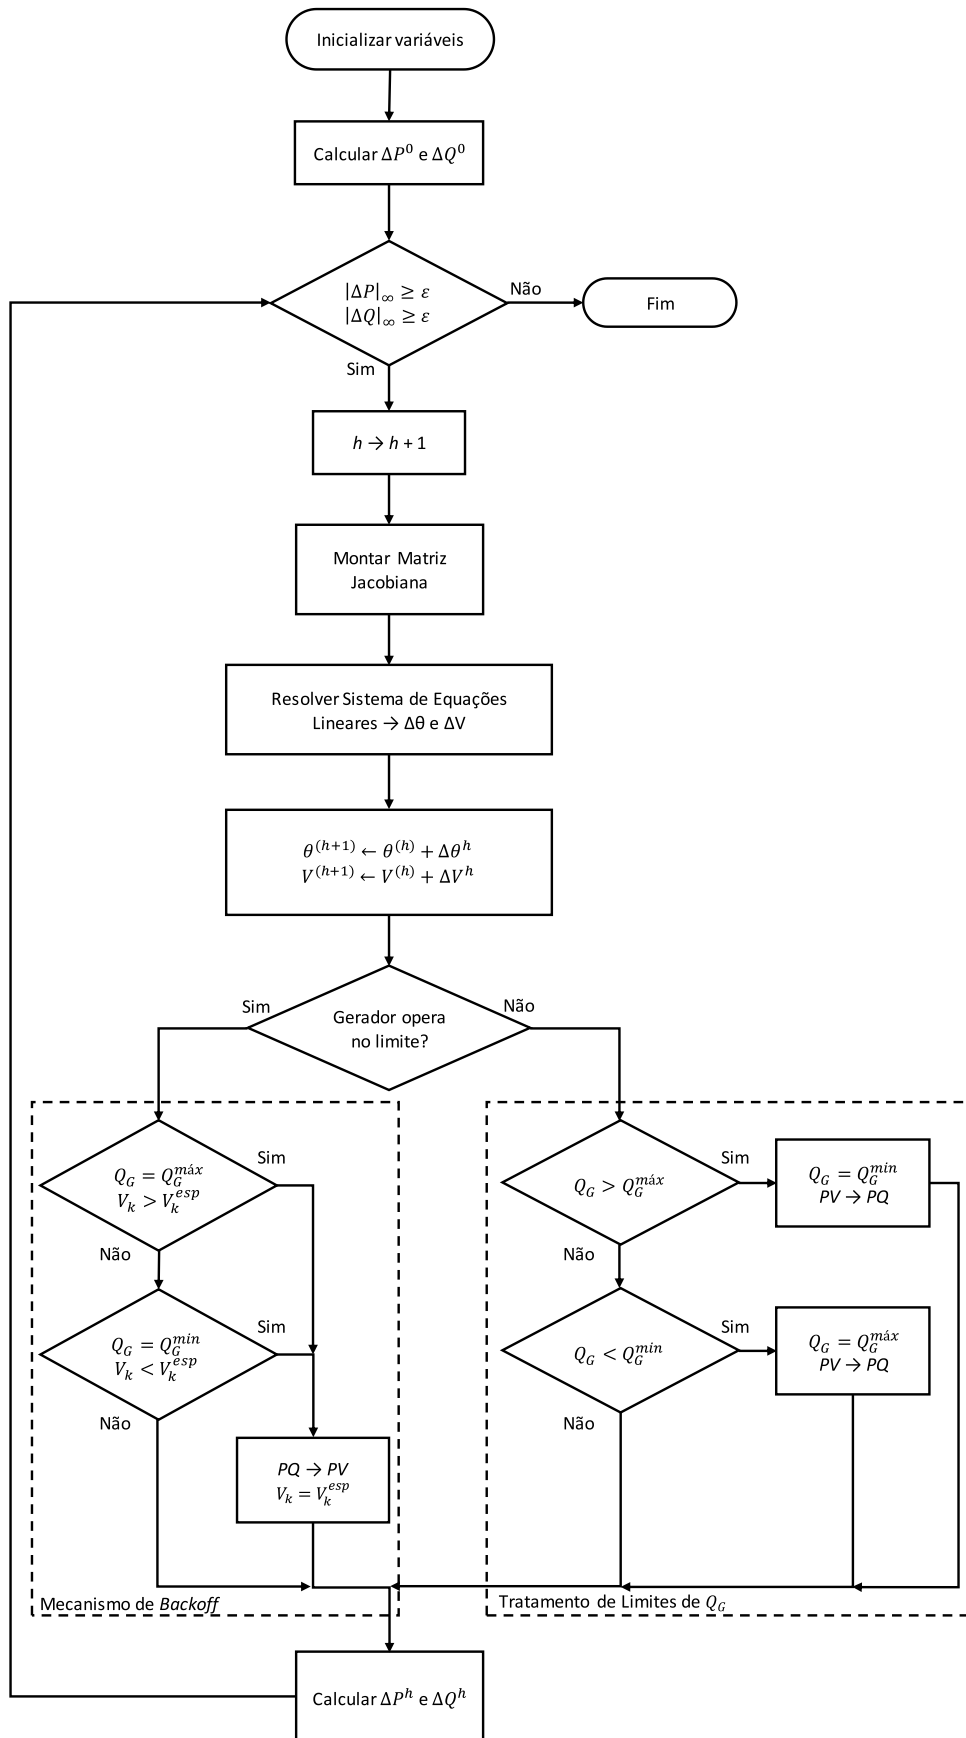 Inicializar variáveis
Calcular ΔP⁰ e ΔQ⁰
|ΔP|∞ ≥ ε
|ΔQ|∞ ≥ ε
Não
Fim
Sim
h → h + 1
Montar Matriz
Jacobiana
Resolver Sistema de Equações
Lineares → Δθ e ΔV
θ^(h+1) ← θ^(h) + Δθ^h
V^(h+1) ← V^(h) + ΔV^h
Sim
Não
Gerador opera
no limite?
Q_G = Q_G^máx
V_k > V_k^esp
Sim
Não
Q_G = Q_G^min
V_k < V_k^esp
Sim
Não
PQ → PV
V_k = V_k^esp
Mecanismo de Backoff
Q_G > Q_G^máx
Sim
Q_G = Q_G^min
PV → PQ
Não
Q_G < Q_G^min
Sim
Q_G = Q_G^máx
PV → PQ
Não
Tratamento de Limites de Q_G
Calcular ΔP^h e ΔQ^h